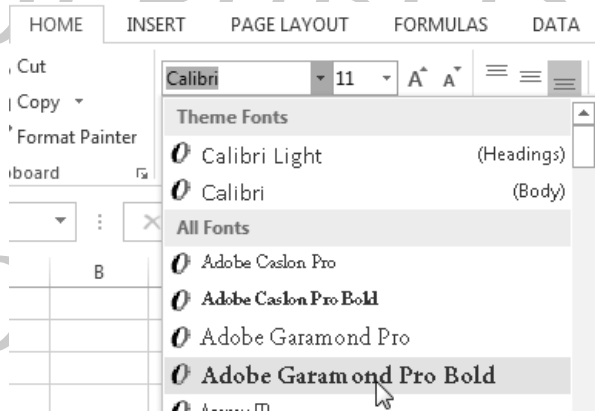 HOME INSERT PAGE LAYOUT FORMULAS DATA
Cut
Copy
Format Painter
board
Calibri 11 A A
Theme Fonts
Calibri Light (Headings)
Calibri (Body)
All Fonts
B
Adobe Caslon Pro
Adobe Caslon Pro Bold
Adobe Garamond Pro
Adobe Garamond Pro Bold